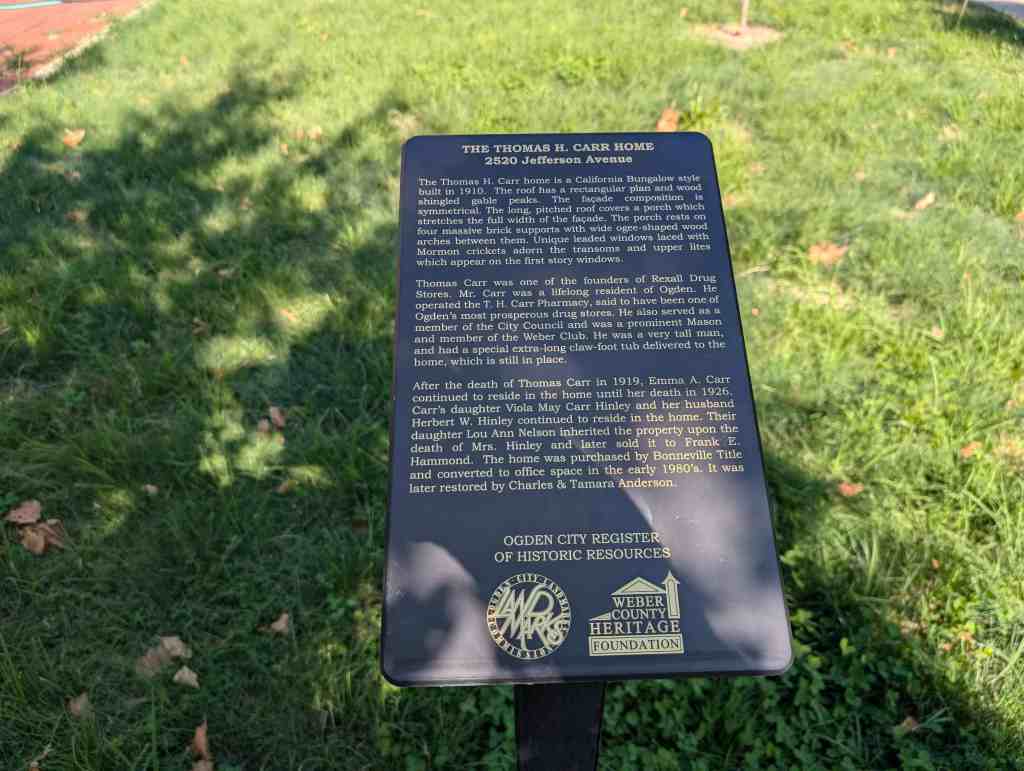 THE THOMAS H. CARR HOME
2520 Jefferson Avenue
The Thomas H. Carr home is a California Bungalow style
built in 1910. The roof has a rectangular plan and wood
shingled gable peaks. The façade composition is
symmetrical. The long, pitched roof covers a porch which
stretches the full width of the façade. The porch rests on
four massive brick supports with wide ogee-shaped wood
arches between them. Unique leaded windows laced with
Mormon crickets adorn the transoms and upper lites
which appear on the first story windows.
Thomas Carr was one of the founders of Rexall Drug
Stores. Mr. Carr was a lifelong resident of Ogden. He
operated the T. H. Carr Pharmacy, said to have been one of
Ogden's most prosperous drug stores. He also served as a
member of the City Council and was a prominent Mason
and member of the Weber Club. He was a very tall man,
and had a special extra-long claw-foot tub delivered to the
home, which is still in place.
After the death of Thomas Carr in 1919, Emma A. Carr
continued to reside in the home until her death in 1926.
Carr's daughter Viola May Carr Hinley and her husband
Herbert W. Hinley continued to reside in the home. Their
daughter Lou Ann Nelson inherited the property upon the
death of Mrs. Hinley and later sold it to Frank E.
Hammond. The home was purchased by Bonneville Title
and converted to office space in the early 1980's. It was
later restored by Charles & Tamara Anderson.
OGDEN CITY REGISTER
OF HISTORIC RESOURCES
OGDEN CITY LANDMARKS COMMISSION
LANDMARKS
WEBER
COUNTY
HERITAGE
FOUNDATION